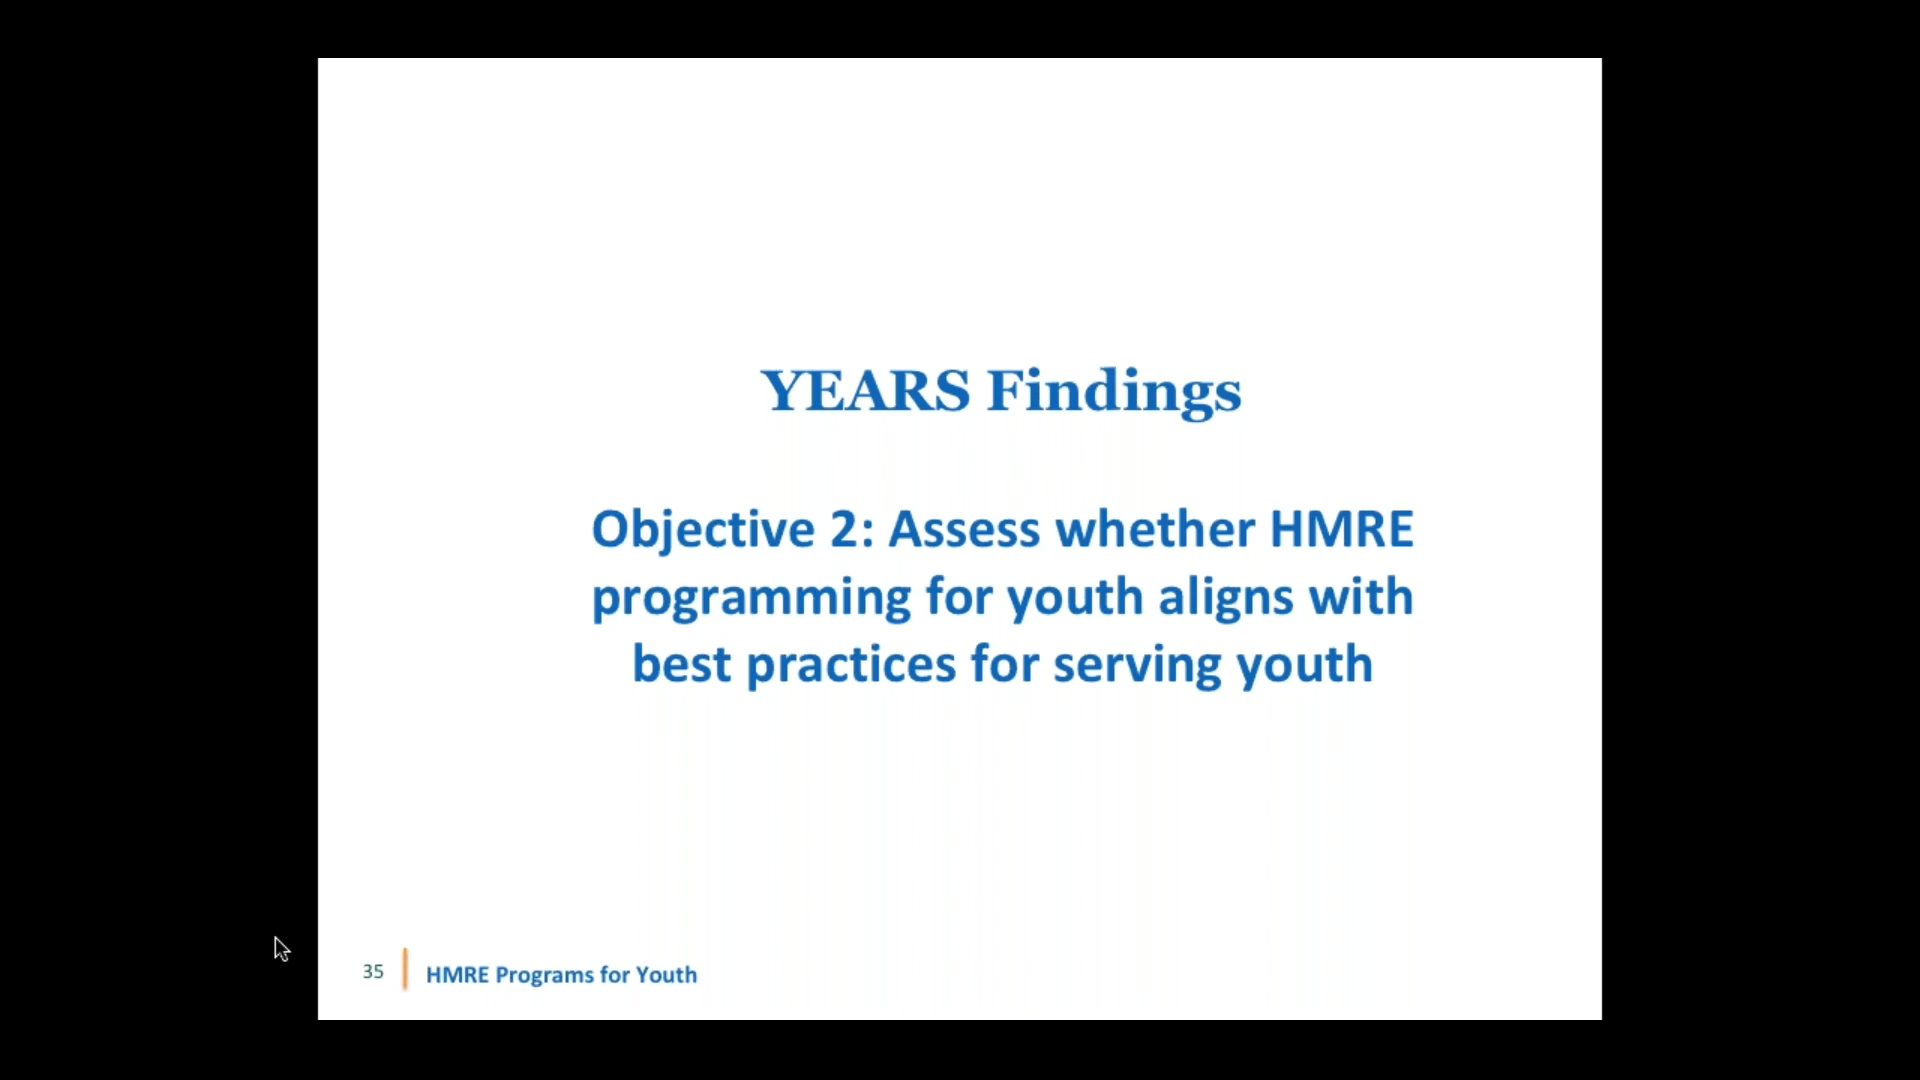 YEARS Findings
Objective 2: Assess whether HMRE
programming for youth aligns with
best practices for serving youth
35
HMRE Programs for Youth